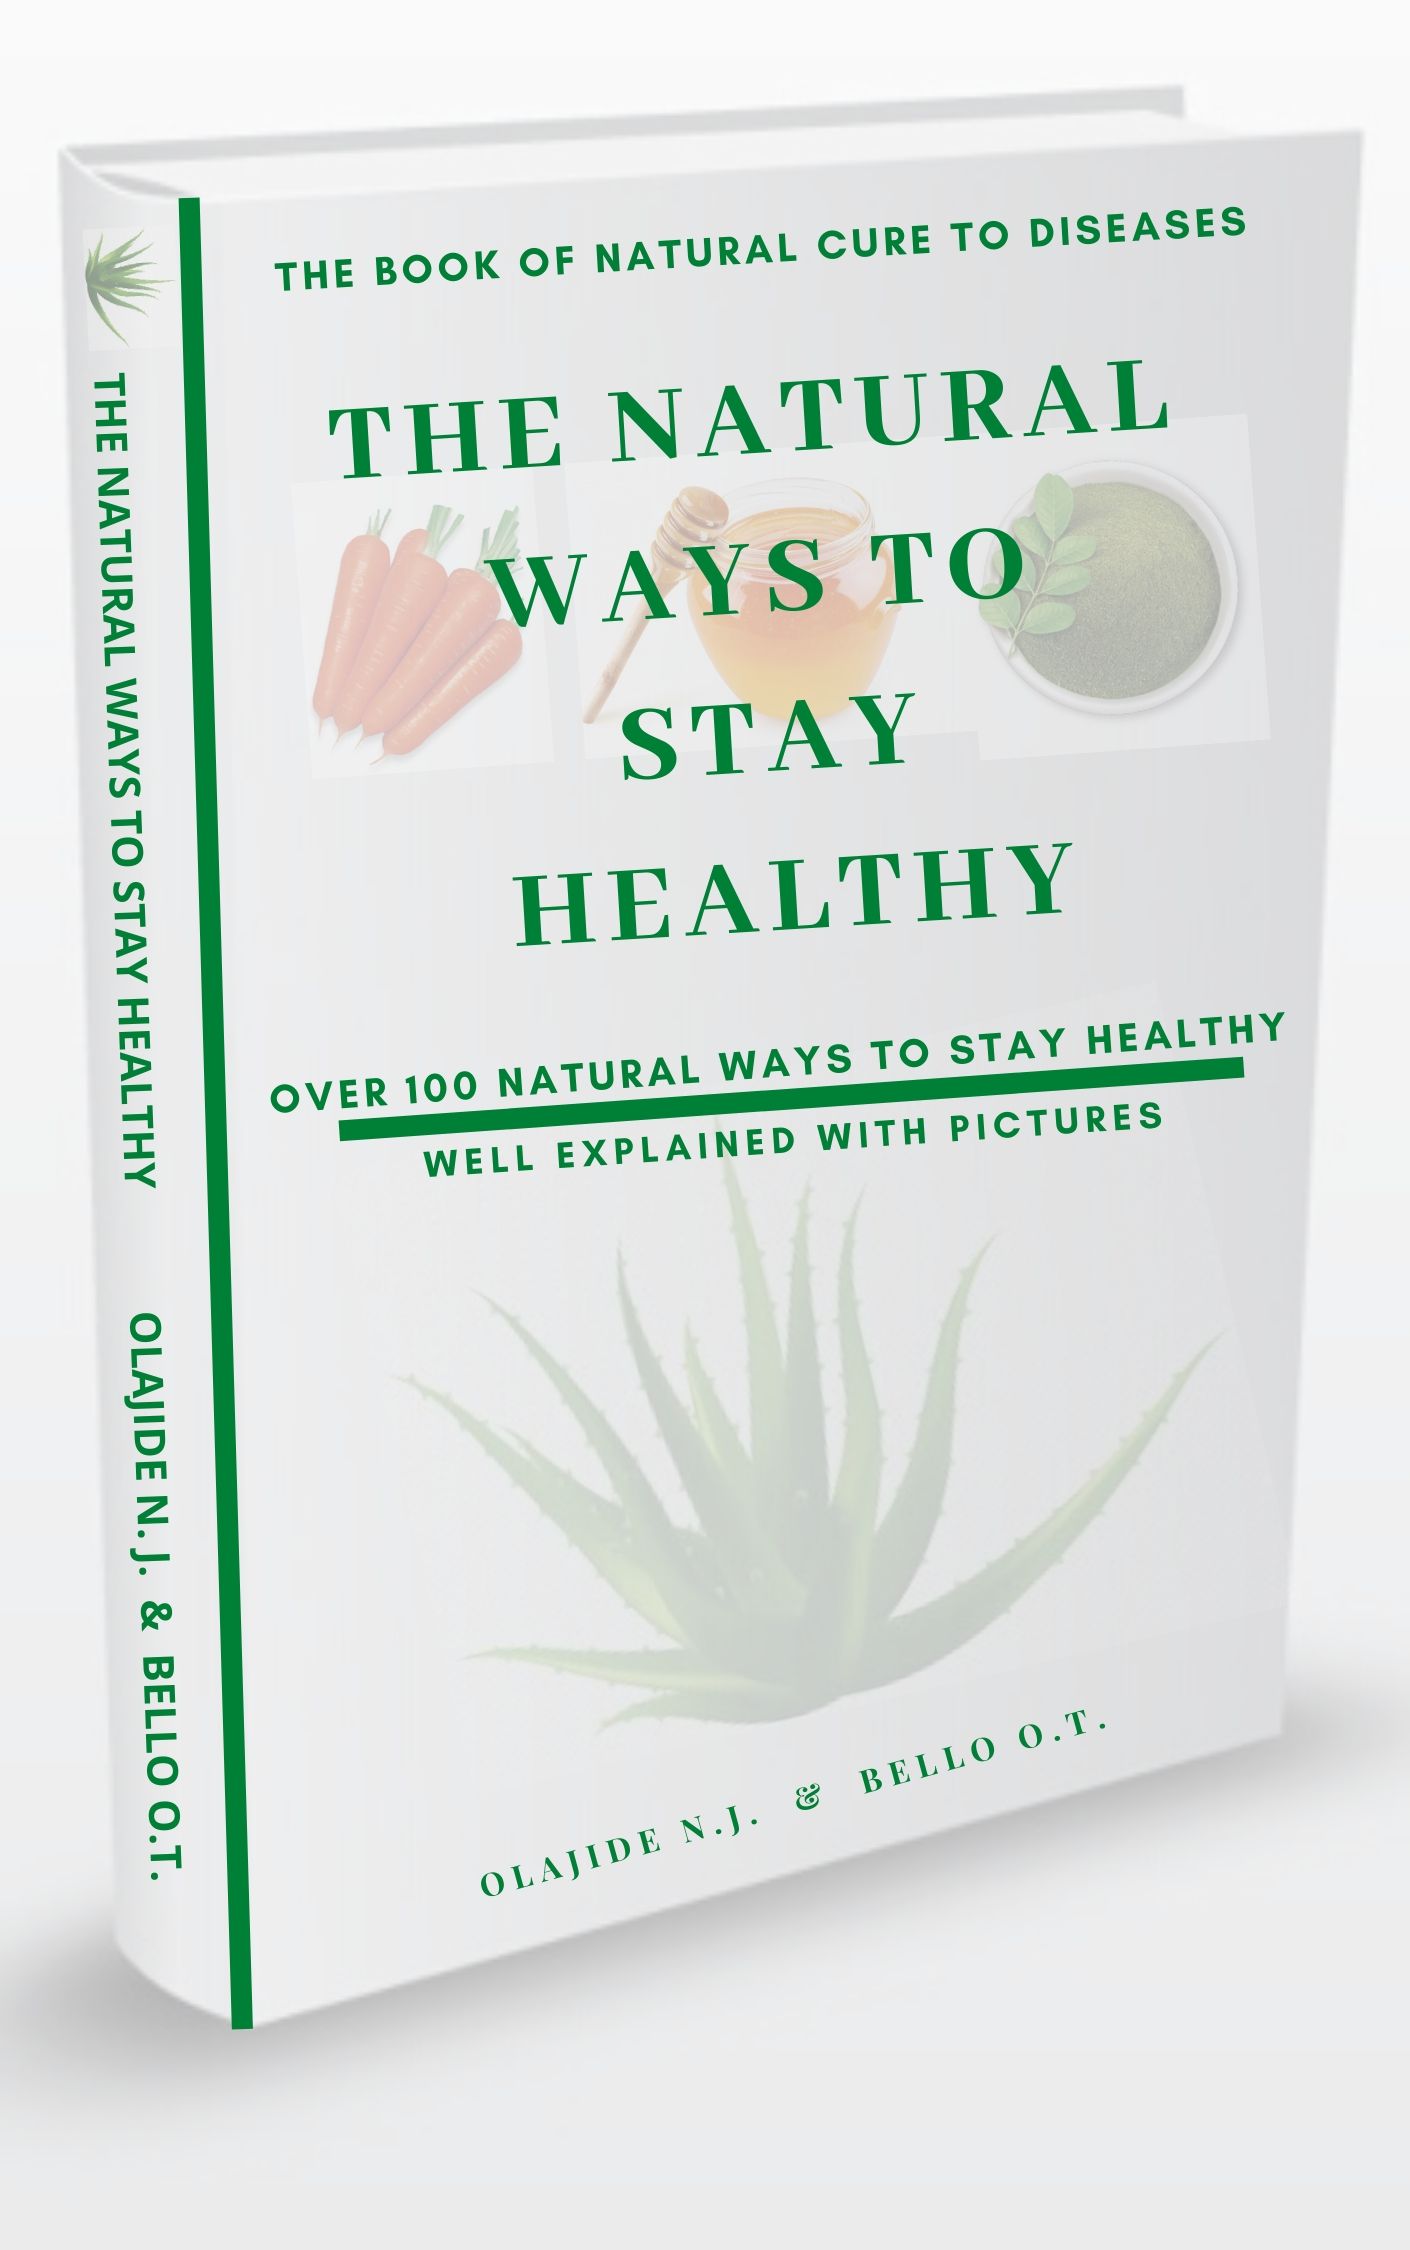 THE BOOK OF NATURAL CURE TO DISEASES
THE NATURAL
WAYS TO
STAY
HEALTHY
OVER 100 NATURAL WAYS TO STAY HEALTHY
WELL EXPLAINED WITH PICTURES
OLAJIDE N.J. & BELLO O.T.
THE NATURAL WAYS TO STAY HEALTHY OLAJIDE N.J. & BELLO O.T.